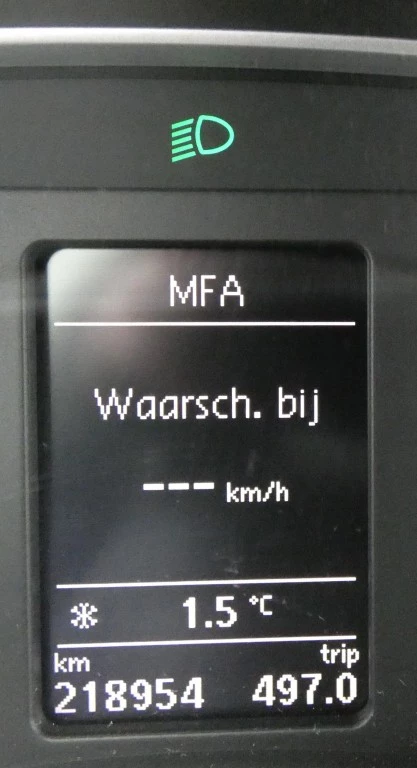 MFA
Waarsch. bij
--- km/h
1.5 °C
km trip
218954 497.0